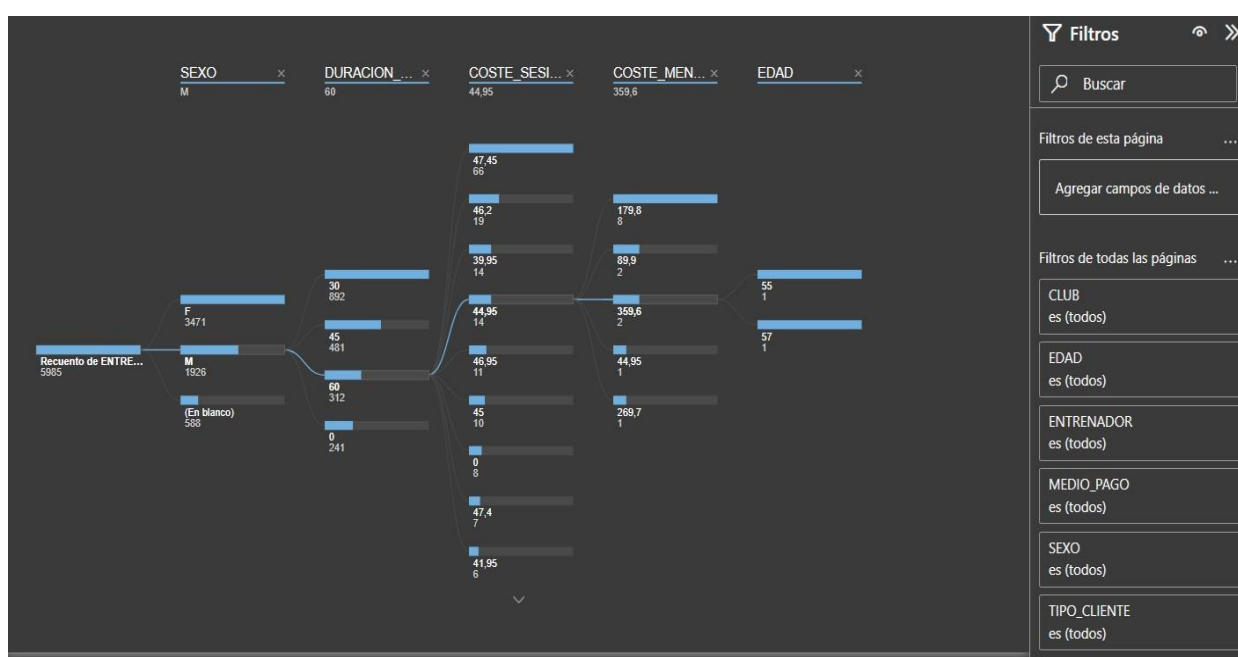 SEXO ×
M
DURACION_... ×
60
COSTE_SESI... ×
44,95
COSTE_MEN... ×
359,6
EDAD ×
Recuento de ENTRE...
5985
F
3471
M
1926
(En blanco)
588
30
892
45
481
60
312
0
241
47,45
66
46,2
19
39,95
14
44,95
14
46,95
11
45
10
0
8
47,4
7
41,95
6
179,8
8
89,9
2
359,6
2
44,95
1
269,7
1
55
1
57
1
Filtros
Buscar
Filtros de esta página ...
Agregar campos de datos ...
Filtros de todas las páginas ...
CLUB
es (todos)
EDAD
es (todos)
ENTRENADOR
es (todos)
MEDIO_PAGO
es (todos)
SEXO
es (todos)
TIPO_CLIENTE
es (todos)